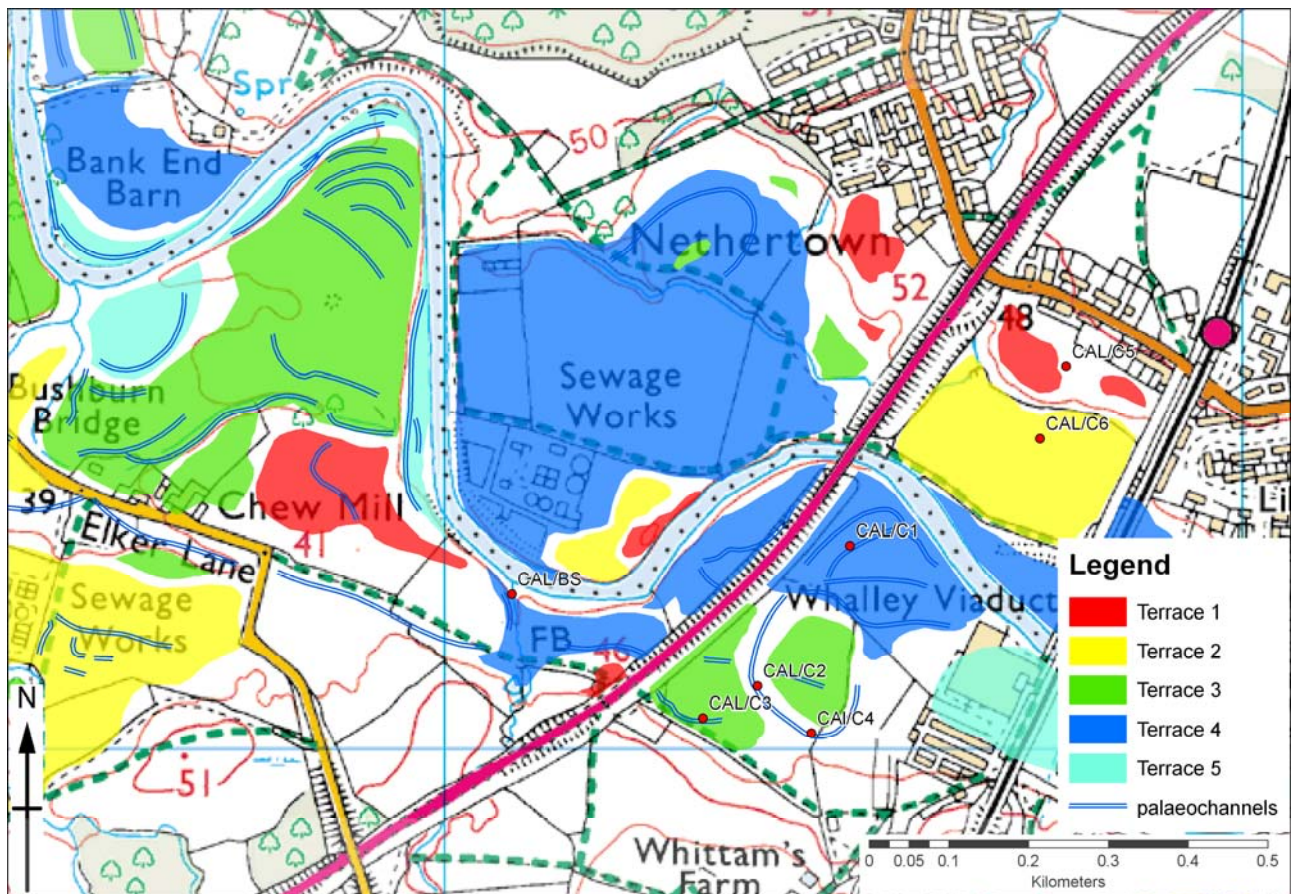 Spr
Bank End
Barn
50
Nethertown
52
48
CAL/C5
CAL/C6
Sewage
Works
Bushburn
Bridge
Chew Mill
39
41
Elker Lane
CAL/BS
CAL/C1
Whalley Viaduct
Sewage
Works
FB
46
CAL/C2
CAL/C3
CAl/C4
51
N
Whittam's
Farm
Legend
Terrace 1
Terrace 2
Terrace 3
Terrace 4
Terrace 5
palaeochannels
0 0.05 0.1 0.2 0.3 0.4 0.5
Kilometers